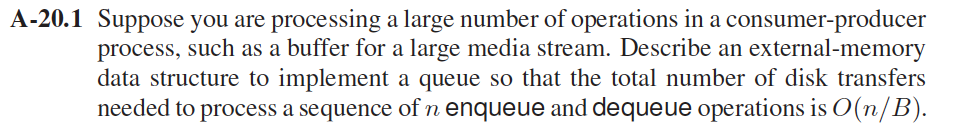 A-20.1 Suppose you are processing a large number of operations in a consumer-producer
process, such as a buffer for a large media stream. Describe an external-memory
data structure to implement a queue so that the total number of disk transfers
needed to process a sequence of n enqueue and dequeue operations is O(n/B).